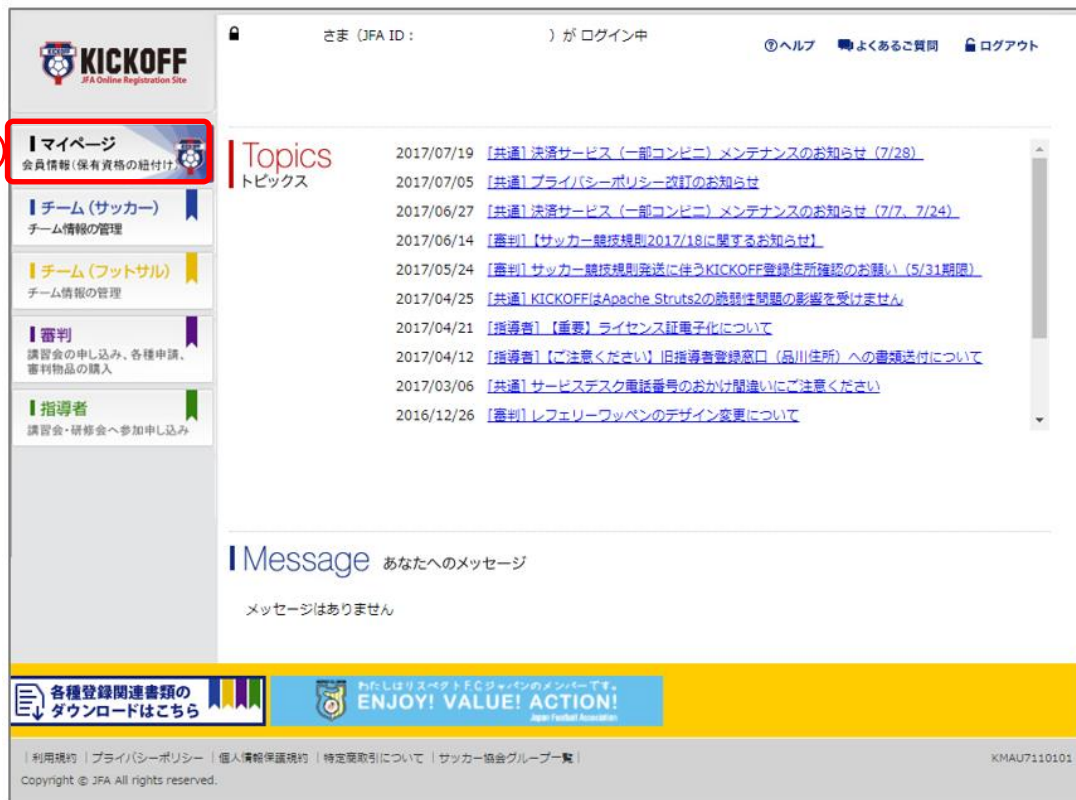 KICKOFF
JFA Online Registration Site
さま（JFA ID： ）が ログイン中
ヘルプ よくあるご質問 ログアウト
マイページ
会員情報（保有資格の紐付け）
チーム（サッカー）
チーム情報の管理
チーム（フットサル）
チーム情報の管理
審判
講習会の申し込み、各種申請、
審判物品の購入
指導者
講習会・研修会へ参加申し込み
Topics
トピックス
2017/07/19 [共通] 決済サービス（一部コンビニ）メンテナンスのお知らせ（7/28）
2017/07/05 [共通] プライバシーポリシー改訂のお知らせ
2017/06/27 [共通] 決済サービス（一部コンビニ）メンテナンスのお知らせ（7/7、7/24）
2017/06/14 [審判]【サッカー競技規則2017/18に関するお知らせ】
2017/05/24 [審判] サッカー競技規則発送に伴うKICKOFF登録住所確認のお願い（5/31期限）
2017/04/25 [共通] KICKOFFはApache Struts2の脆弱性問題の影響を受けません
2017/04/21 [指導者] 【重要】ライセンス証電子化について
2017/04/12 [指導者]【ご注意ください】旧指導者登録窓口（品川住所）への書類送付について
2017/03/06 [共通] サービスデスク電話番号のおかけ間違いにご注意ください
2016/12/26 [審判] レフェリーワッペンのデザイン変更について
Message あなたへのメッセージ
メッセージはありません
各種登録関連書類の
ダウンロードはこちら
わたしはリスペクトFCジャパンのメンバーです。
ENJOY! VALUE! ACTION!
Japan Football Association
｜利用規約｜プライバシーポリシー｜個人情報保護規約｜特定商取引について｜サッカー協会グループ一覧｜
KMAU7110101
Copyright © JFA All rights reserved.